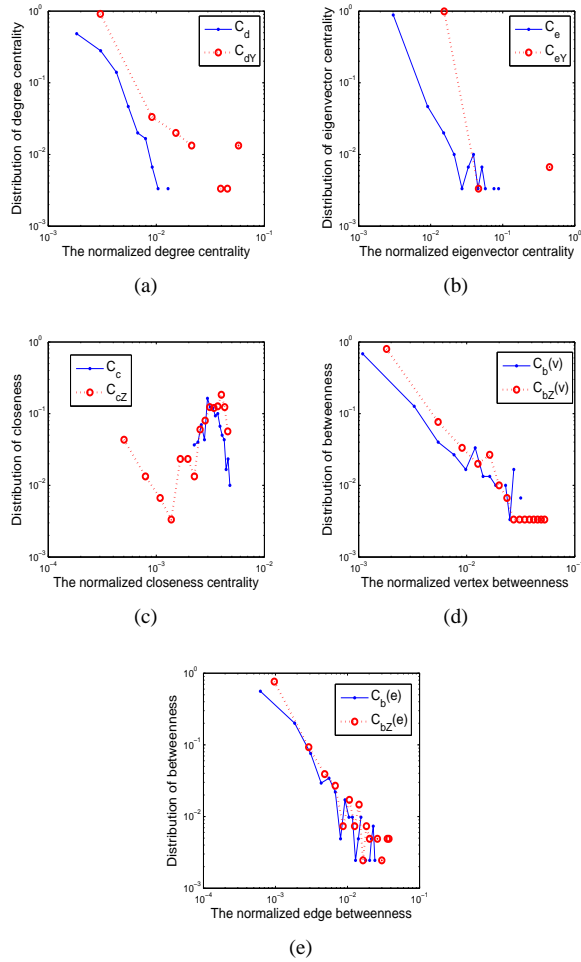 10^0
10^-1
10^-2
10^-3
10^-3
10^-2
10^-1
Distribution of degree centrality
The normalized degree centrality
C_d
C_dY
(a)
10^0
10^-1
10^-2
10^-3
10^-3
10^-2
10^-1
10^0
Distribution of eigenvector centrality
The normalized eigenvector centrality
C_e
C_eY
(b)
10^0
10^-1
10^-2
10^-3
10^-4
10^-3
10^-2
Distribution of closeness
The normalized closeness centrality
C_c
C_cZ
(c)
10^0
10^-1
10^-2
10^-3
10^-3
10^-2
10^-1
Distribution of betweenness
The normalized vertex betweenness
C_b(v)
C_bZ(v)
(d)
10^0
10^-1
10^-2
10^-3
10^-4
10^-3
10^-2
10^-1
Distribution of betweenness
The normalized edge betweenness
C_b(e)
C_bZ(e)
(e)